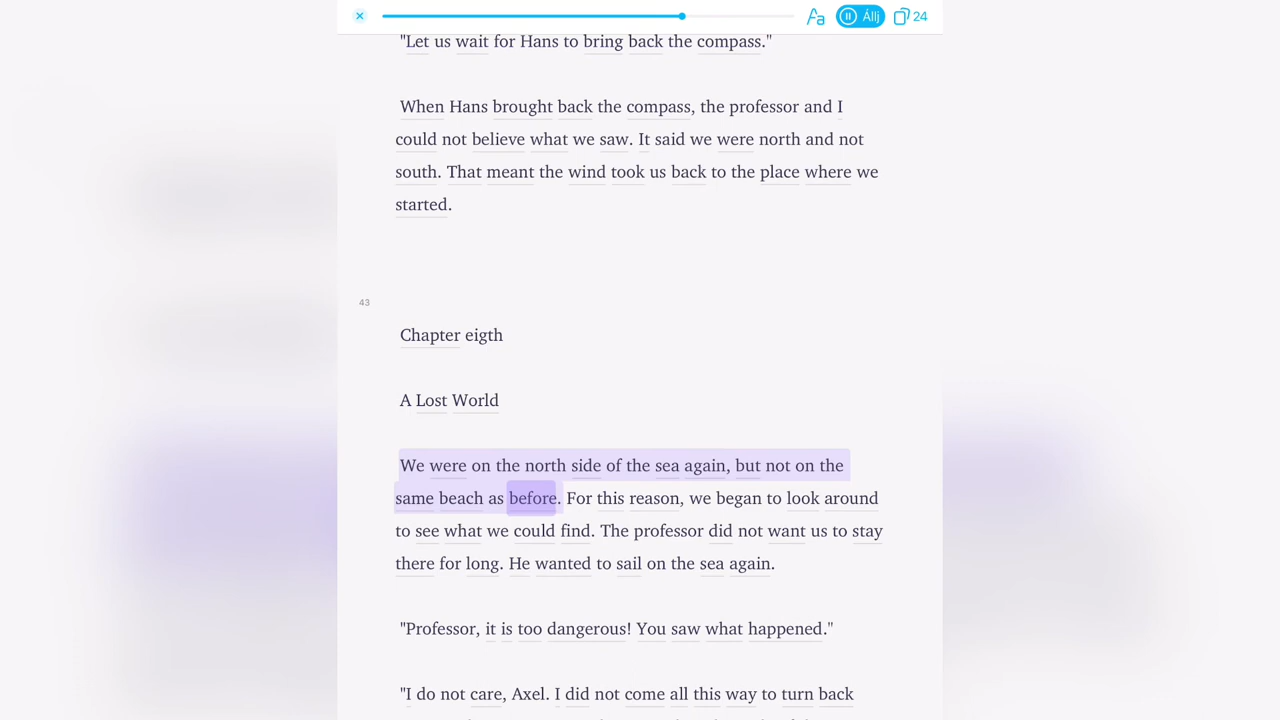 Aa Állj 24
"Let us wait for Hans to bring back the compass."
When Hans brought back the compass, the professor and I
could not believe what we saw. It said we were north and not
south. That meant the wind took us back to the place where we
started.
43
Chapter eigth
A Lost World
We were on the north side of the sea again, but not on the
same beach as before. For this reason, we began to look around
to see what we could find. The professor did not want us to stay
there for long. He wanted to sail on the sea again.
"Professor, it is too dangerous! You saw what happened."
"I do not care, Axel. I did not come all this way to turn back